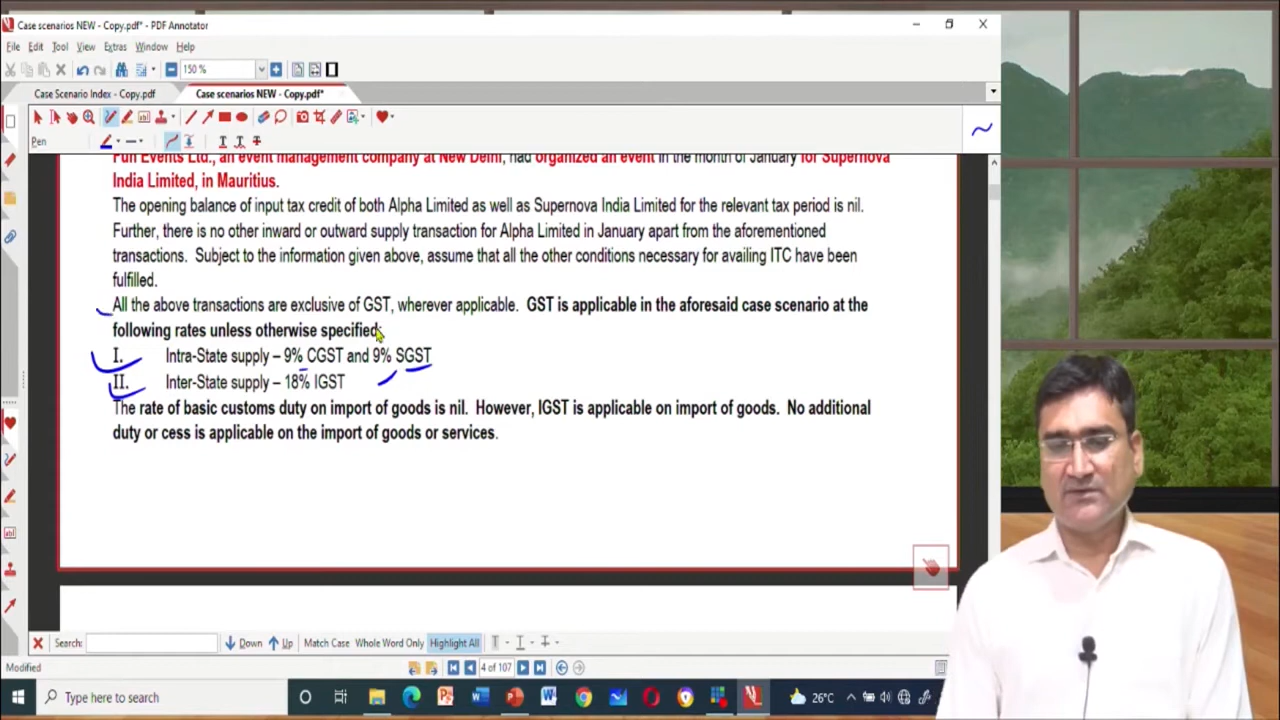 Case scenarios NEW - Copy.pdf* - PDF Annotator
File Edit Tool View Extras Window Help
150 %
Case Scenario Index - Copy.pdf Case scenarios NEW - Copy.pdf*
Pen
Fun Events Ltd., an event management company at New Delhi, had organized an event in the month of January for Supernova
India Limited, in Mauritius.
The opening balance of input tax credit of both Alpha Limited as well as Supernova India Limited for the relevant tax period is nil.
Further, there is no other inward or outward supply transaction for Alpha Limited in January apart from the aforementioned
transactions. Subject to the information given above, assume that all the other conditions necessary for availing ITC have been
fulfilled.
All the above transactions are exclusive of GST, wherever applicable. GST is applicable in the aforesaid case scenario at the
following rates unless otherwise specified:
I. Intra-State supply – 9% CGST and 9% SGST
II. Inter-State supply – 18% IGST
The rate of basic customs duty on import of goods is nil. However, IGST is applicable on import of goods. No additional
duty or cess is applicable on the import of goods or services.
Search: Down Up Match Case Whole Word Only Highlight All
Modified 4 of 107
Type here to search 26°C